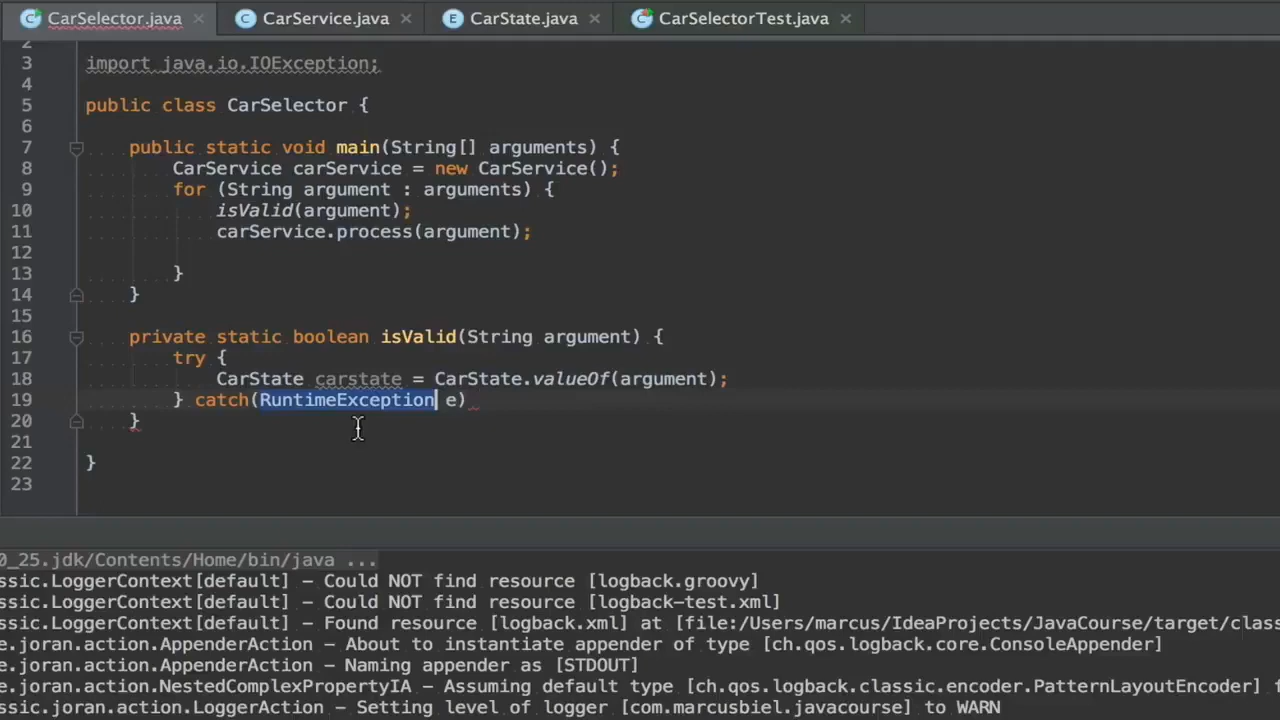 CarSelector.java CarService.java CarState.java CarSelectorTest.java
2
3 import java.io.IOException;
4
5 public class CarSelector {
6
7 public static void main(String[] arguments) {
8 CarService carService = new CarService();
9 for (String argument : arguments) {
10 isValid(argument);
11 carService.process(argument);
12
13 }
14 }
15
16 private static boolean isValid(String argument) {
17 try {
18 CarState carstate = CarState.valueOf(argument);
19 } catch(RuntimeException e)
20 }
21
22 }
23
0_25.jdk/Contents/Home/bin/java ...
assic.LoggerContext[default] - Could NOT find resource [logback.groovy]
assic.LoggerContext[default] - Could NOT find resource [logback-test.xml]
assic.LoggerContext[default] - Found resource [logback.xml] at [file:/Users/marcus/IdeaProjects/JavaCourse/target/class
e.joran.action.AppenderAction - About to instantiate appender of type [ch.qos.logback.core.ConsoleAppender]
e.joran.action.AppenderAction - Naming appender as [STDOUT]
e.joran.action.NestedComplexPropertyIA - Assuming default type [ch.qos.logback.classic.encoder.PatternLayoutEncoder] f
ssic.joran.action.LoggerAction - Setting level of logger [com.marcusbiel.javacourse] to WARN